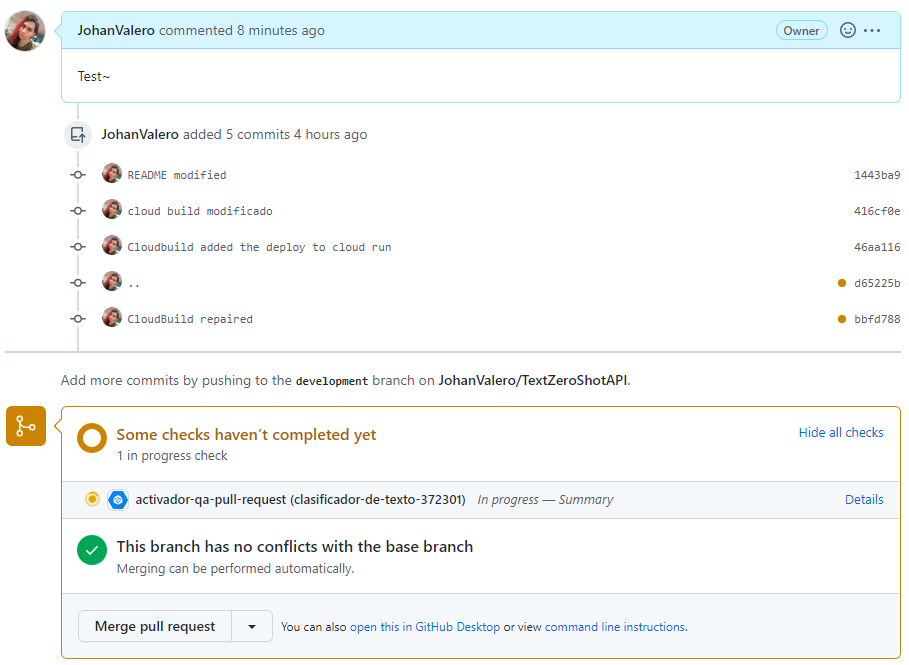 JohanValero commented 8 minutes ago Owner
Test~
JohanValero added 5 commits 4 hours ago
README modified 1443ba9
cloud build modificado 416cf0e
Cloudbuild added the deploy to cloud run 46aa116
.. d65225b
CloudBuild repaired bbfd788
Add more commits by pushing to the development branch on JohanValero/TextZeroShotAPI.
Some checks haven’t completed yet Hide all checks
1 in progress check
activador-qa-pull-request (clasificador-de-texto-372301) In progress — Summary Details
This branch has no conflicts with the base branch
Merging can be performed automatically.
Merge pull request You can also open this in GitHub Desktop or view command line instructions.